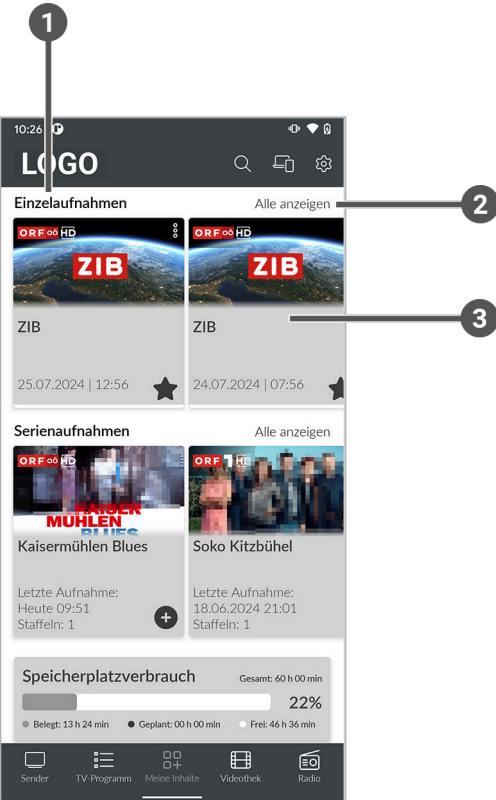 1
10:26
LOGO
Einzelaufnahmen
Alle anzeigen
2
ORF oö HD
ORF oö HD
ZIB
ZIB
3
ZIB
ZIB
25.07.2024 | 12:56
24.07.2024 | 07:56
Serienaufnahmen
Alle anzeigen
ORF oö HD
ORF 1 HD
KAISER
MÜHLEN
BLUES
Kaisermühlen Blues
Soko Kitzbühel
Letzte Aufnahme:
Heute 09:51
Staffeln: 1
Letzte Aufnahme:
18.06.2024 21:01
Staffeln: 1
Speicherplatzverbrauch
Gesamt: 60 h 00 min
22%
Belegt: 13 h 24 min
Geplant: 00 h 00 min
Frei: 46 h 36 min
Sender
TV-Programm
Meine Inhalte
Videothek
Radio